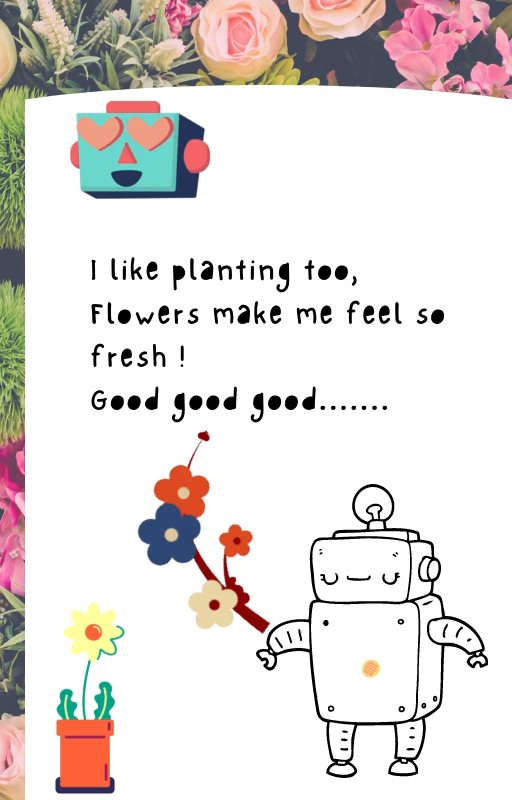 I like planting too,
Flowers make me feel so
fresh !
Good good good.......